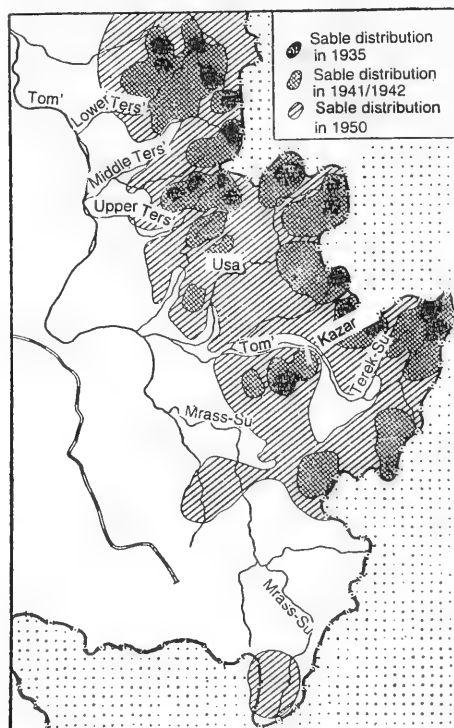 Sable distribution
in 1935
Sable distribution
in 1941/1942
Sable distribution
in 1950
Tom'
Lower Ters'
Middle Ters'
Upper Ters'
Usa
Tom'
Kazar
Terek-Su
Mrass-Su
Mrass-Su